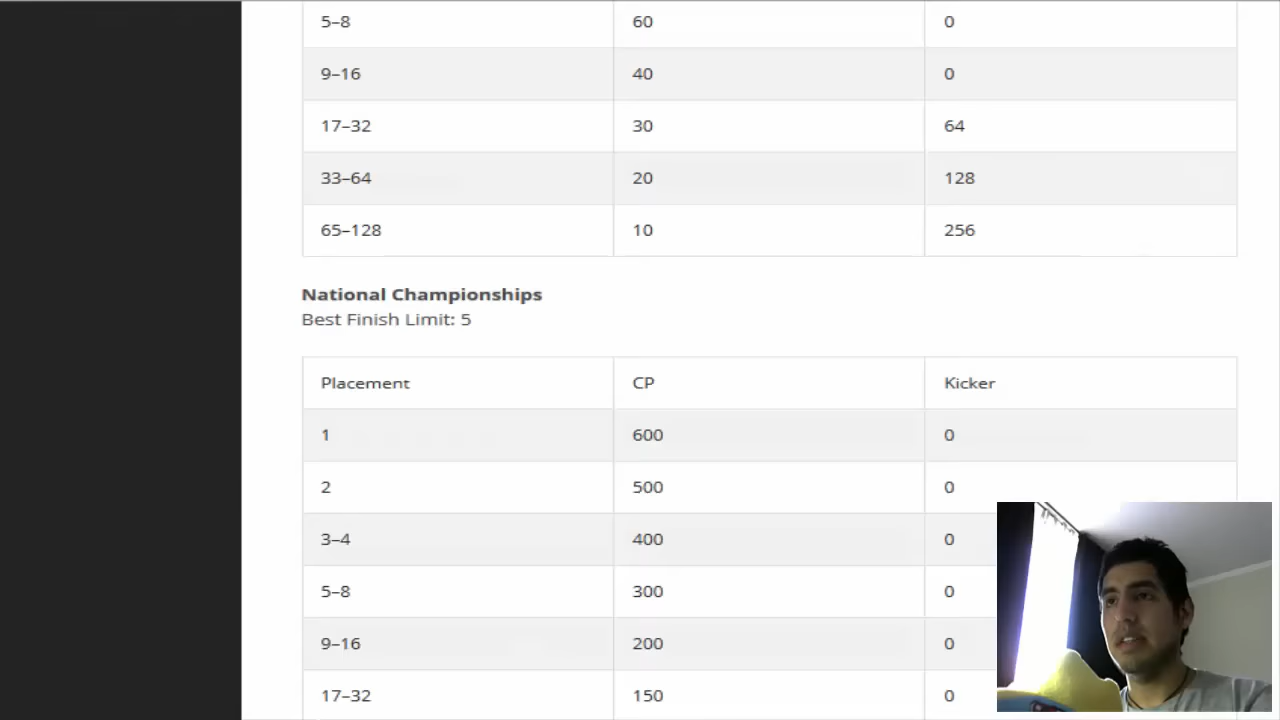 5–8 60 0
9–16 40 0
17–32 30 64
33–64 20 128
65–128 10 256
National Championships
Best Finish Limit: 5
Placement CP Kicker
1 600 0
2 500 0
3–4 400 0
5–8 300 0
9–16 200 0
17–32 150 0